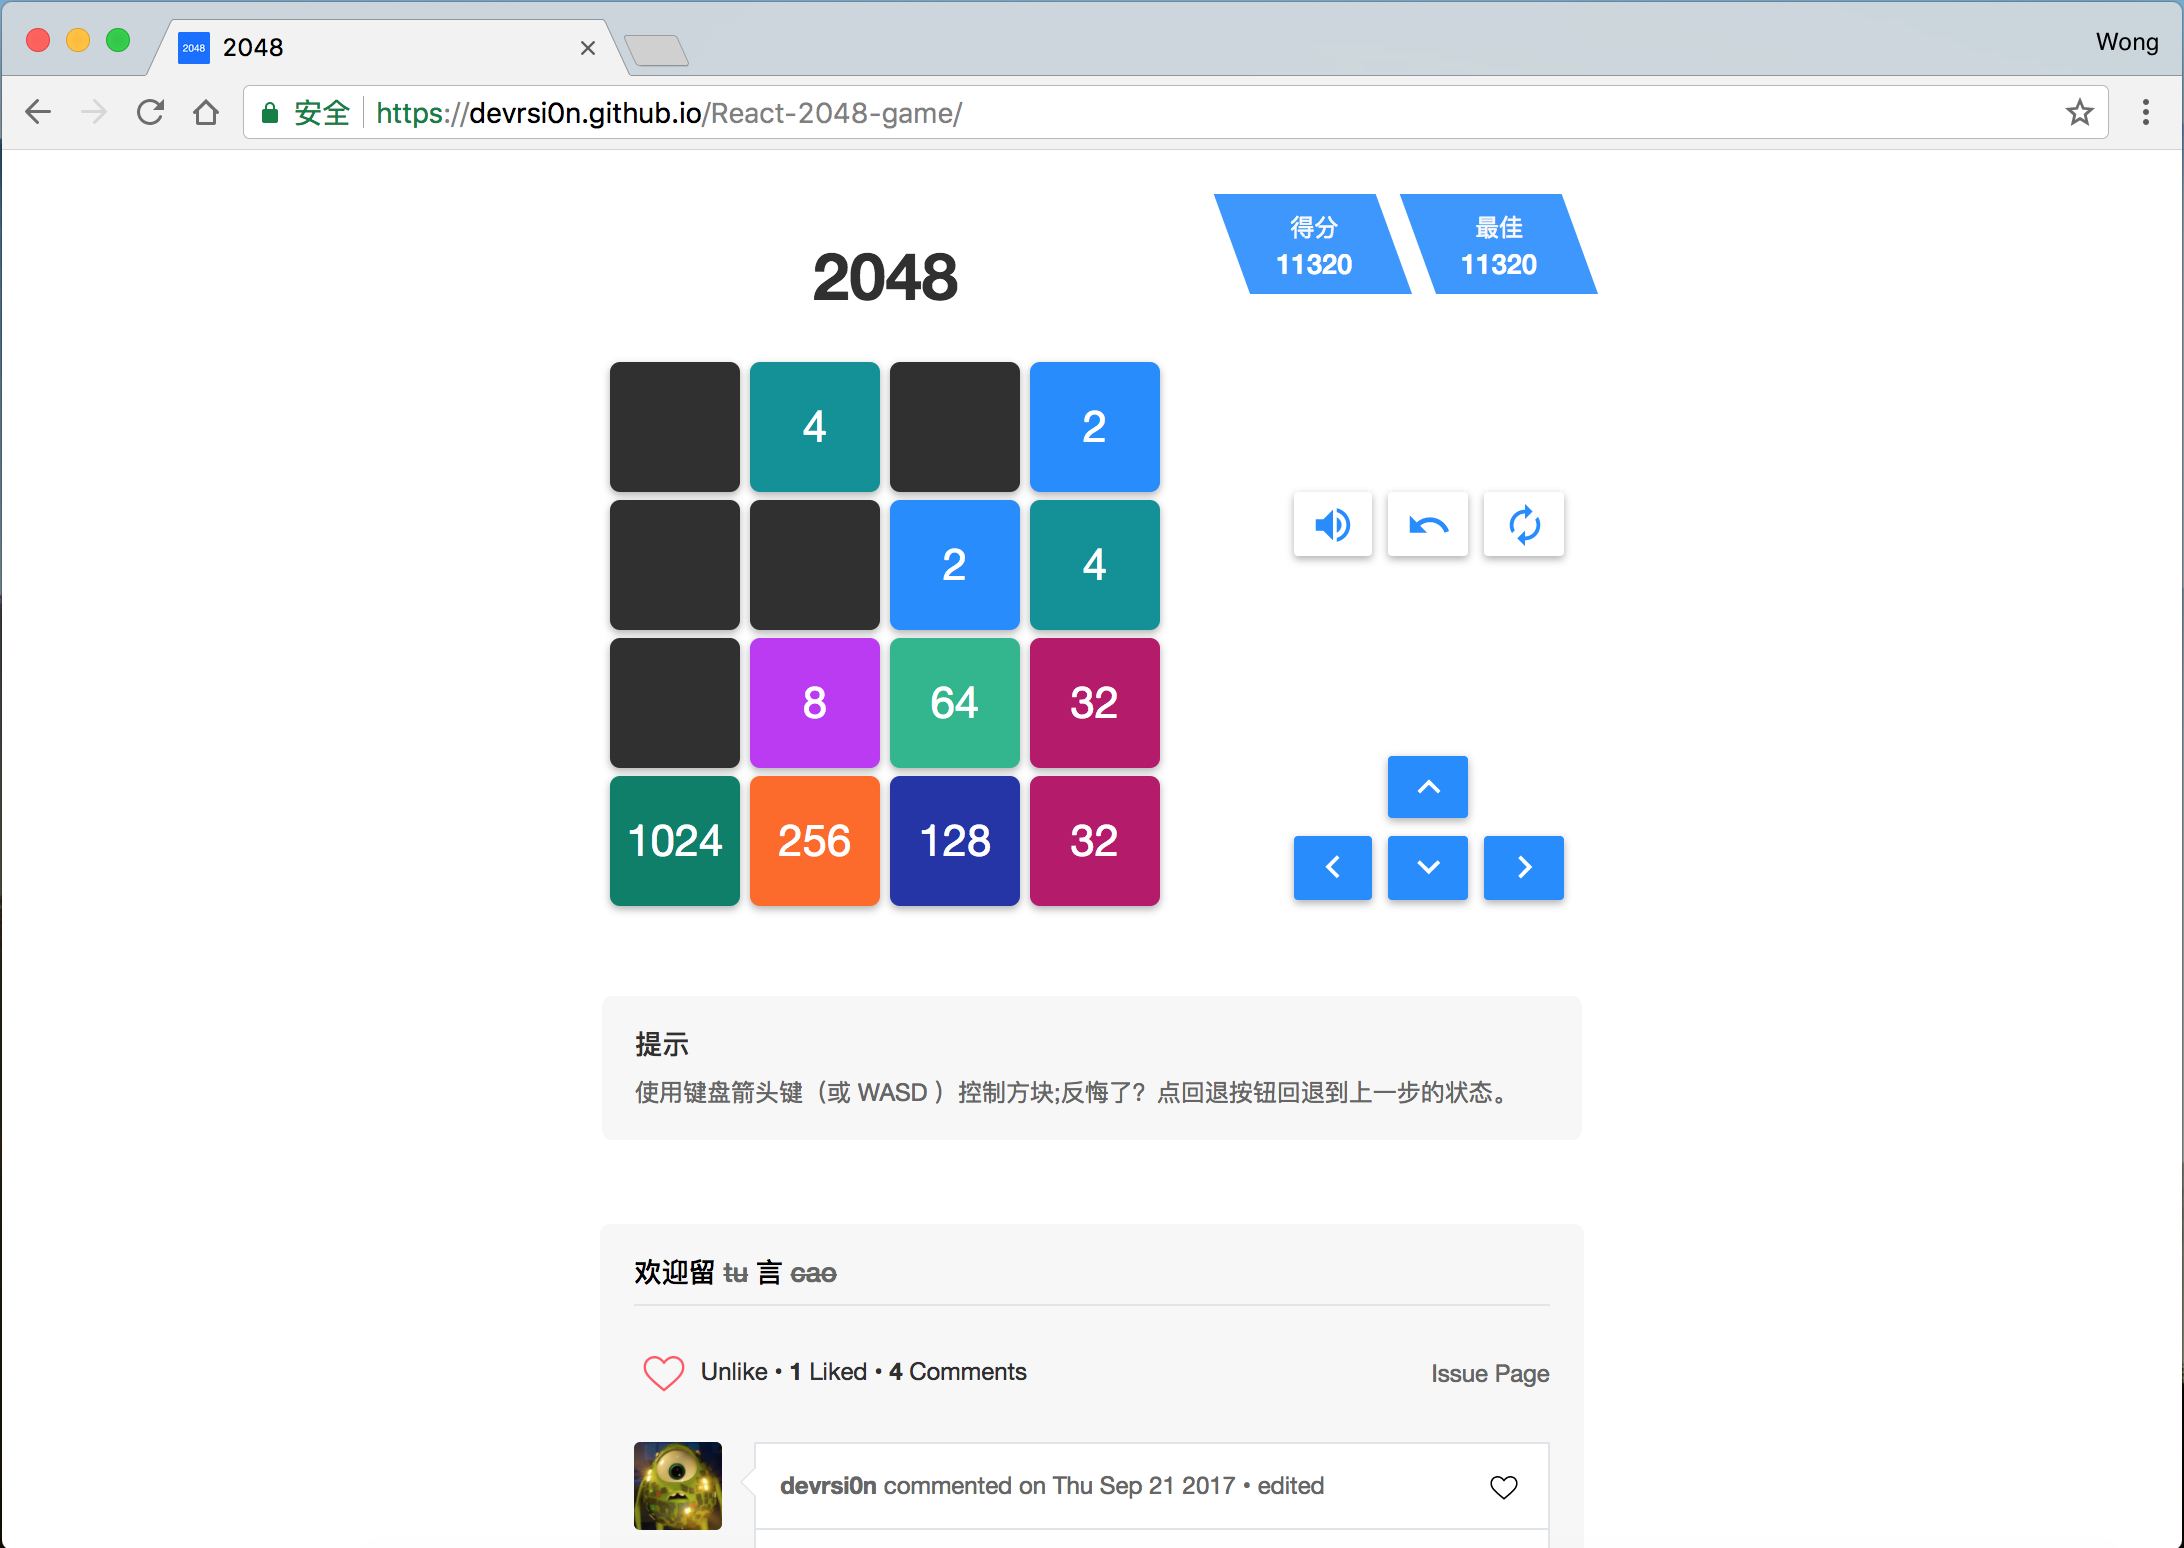 2048 2048
Wong
安全 https://devrsi0n.github.io/React-2048-game/
得分 最佳
11320 11320
2048
4 2
2 4
8 64 32
1024 256 128 32
提示
使用键盘箭头键（或 WASD ）控制方块;反悔了？点回退按钮回退到上一步的状态。
欢迎留 tu 言 cao
Unlike • 1 Liked • 4 Comments
Issue Page
devrsi0n commented on Thu Sep 21 2017 • edited